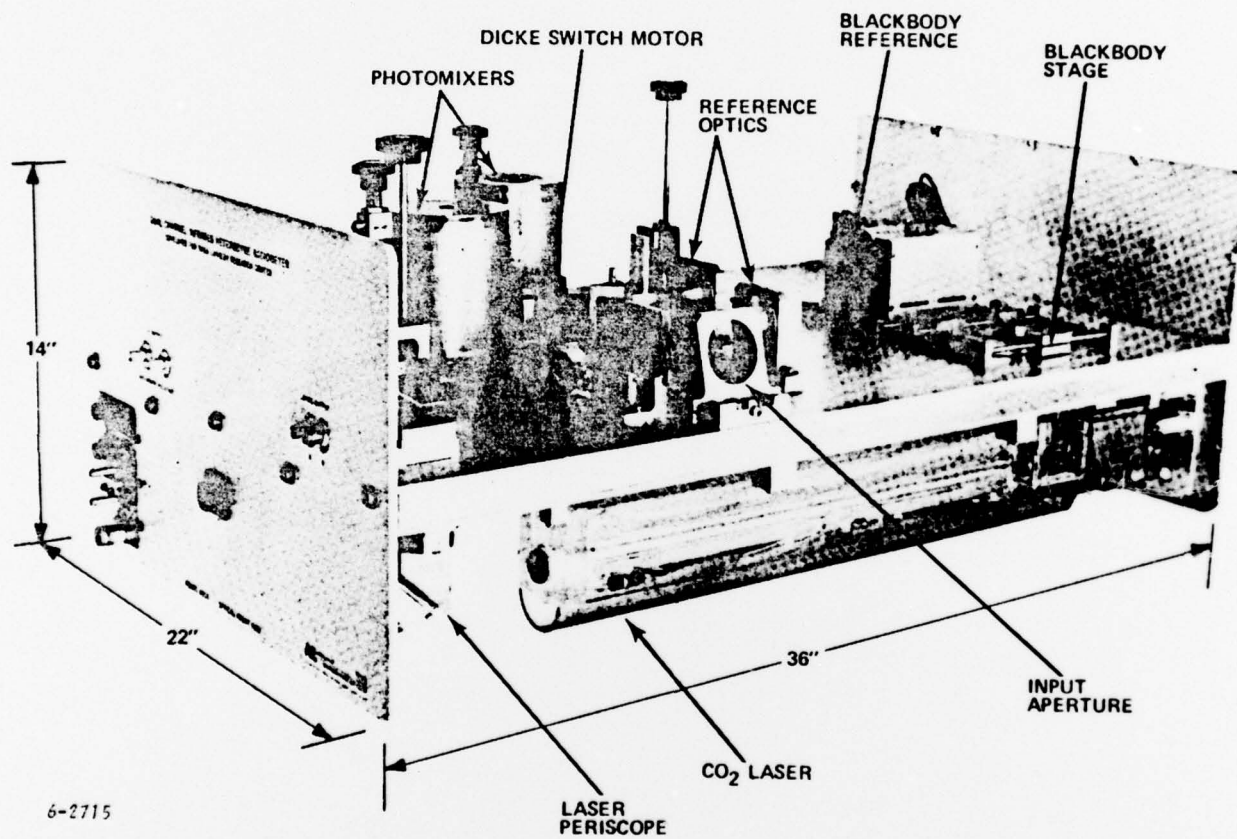 BLACKBODY
REFERENCE
DICKE SWITCH MOTOR
BLACKBODY
STAGE
PHOTOMIXERS
REFERENCE
OPTICS
14"
22"
36"
INPUT
APERTURE
CO₂ LASER
LASER
PERISCOPE
6-2715